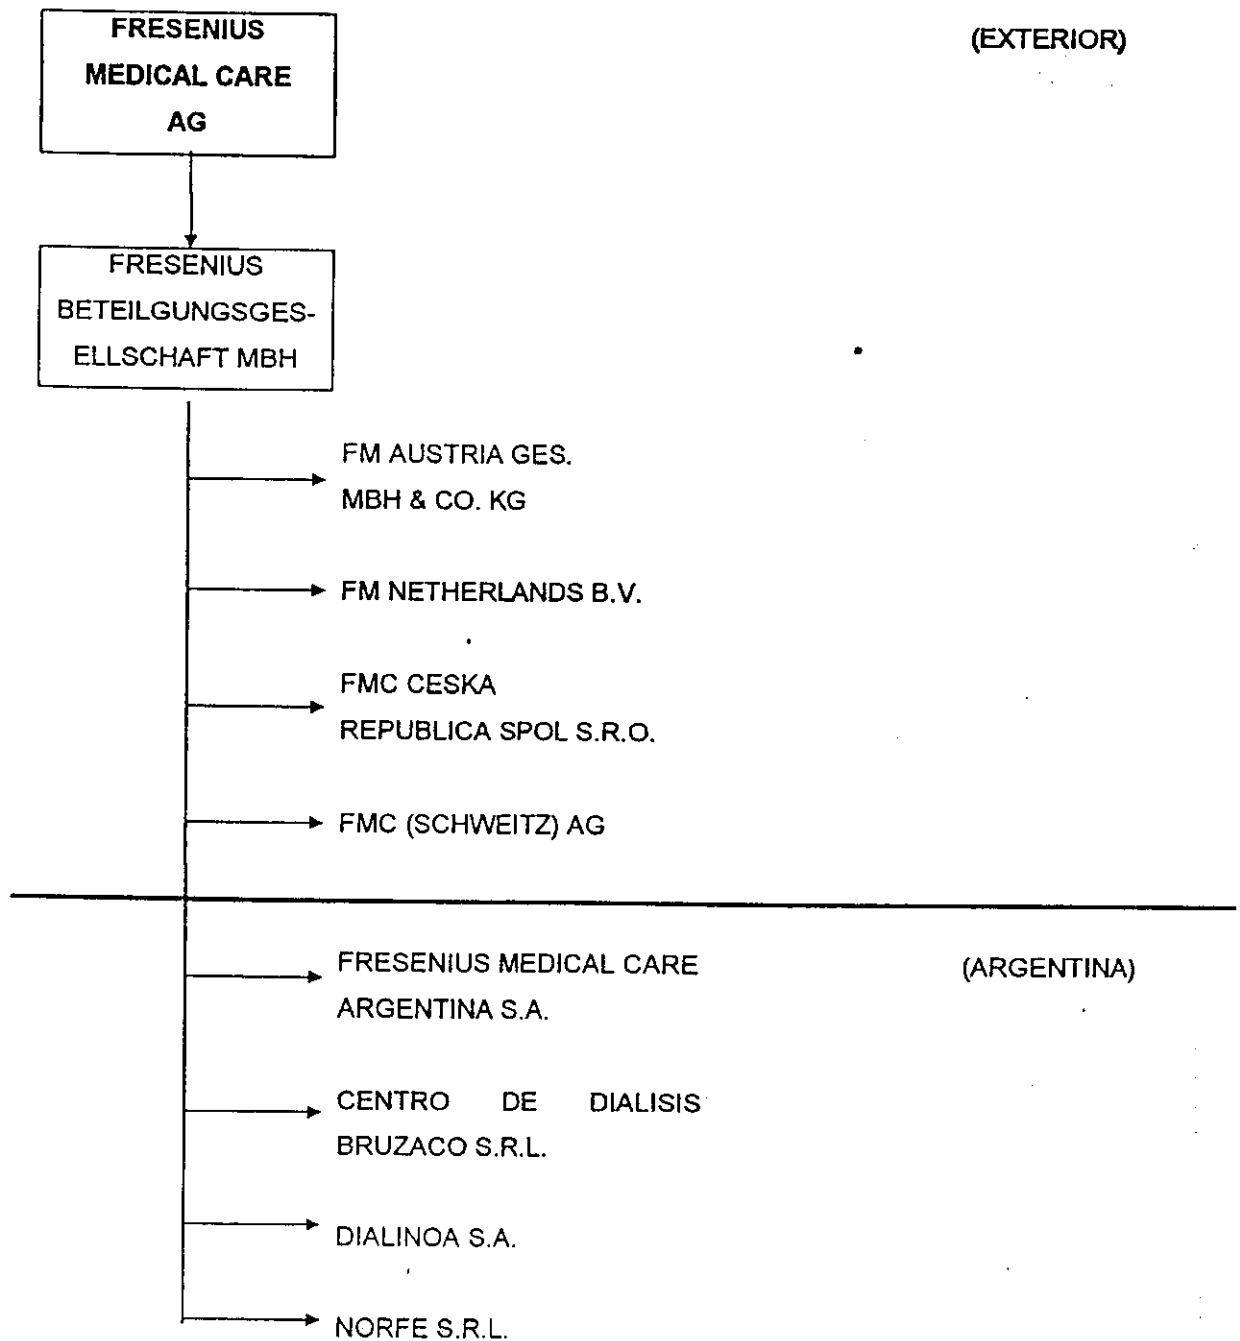 FRESENIUS
MEDICAL CARE
AG
(EXTERIOR)
FRESENIUS
BETEILGUNGSGES-
ELLSCHAFT MBH
FM AUSTRIA GES.
MBH & CO. KG
FM NETHERLANDS B.V.
FMC CESKA
REPUBLICA SPOL S.R.O.
FMC (SCHWEITZ) AG
FRESENIUS MEDICAL CARE
ARGENTINA S.A.
(ARGENTINA)
CENTRO DE DIALISIS
BRUZACO S.R.L.
DIALINOA S.A.
NORFE S.R.L.